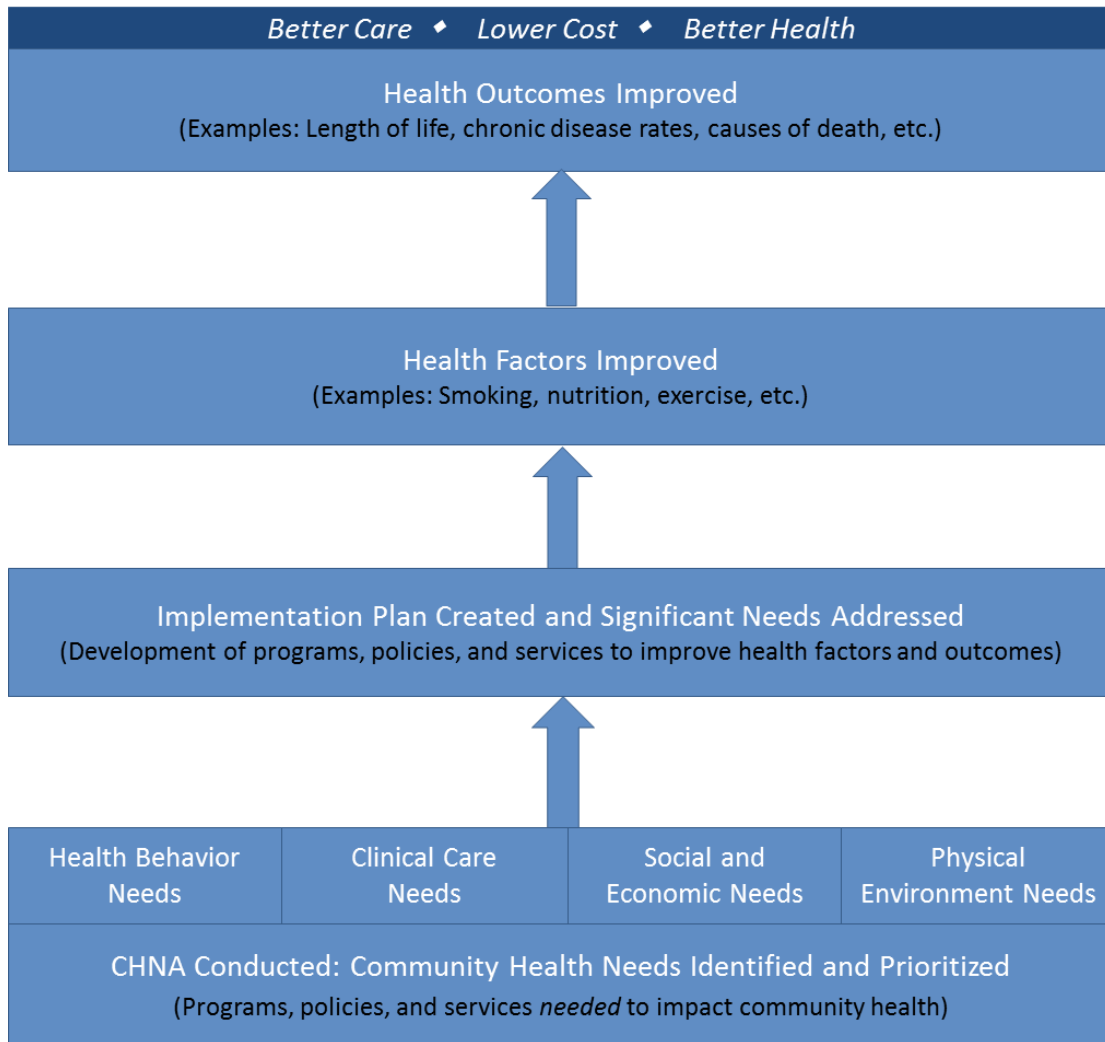 Better Care ◆ Lower Cost ◆ Better Health
Health Outcomes Improved
(Examples: Length of life, chronic disease rates, causes of death, etc.)
Health Factors Improved
(Examples: Smoking, nutrition, exercise, etc.)
Implementation Plan Created and Significant Needs Addressed
(Development of programs, policies, and services to improve health factors and outcomes)
Health Behavior
Needs
Clinical Care
Needs
Social and
Economic Needs
Physical
Environment Needs
CHNA Conducted: Community Health Needs Identified and Prioritized
(Programs, policies, and services needed to impact community health)